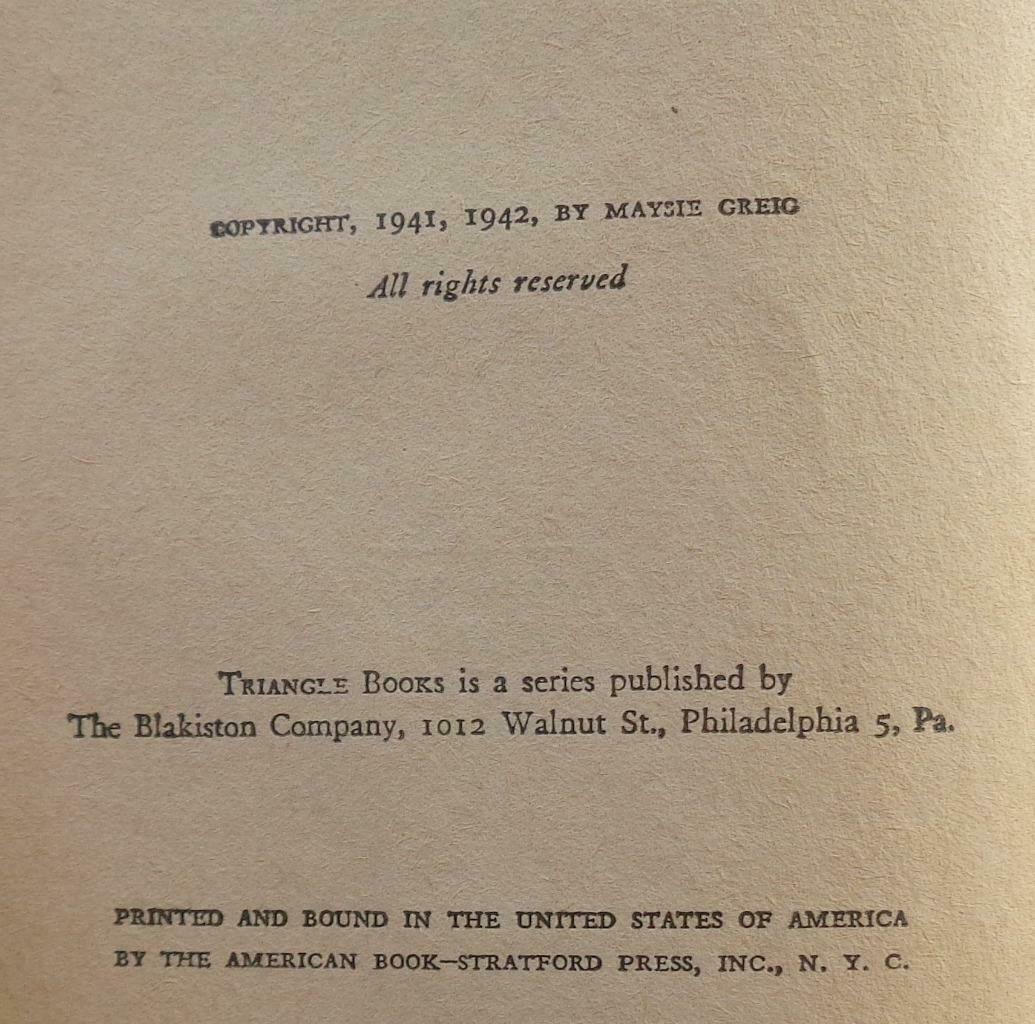 COPYRIGHT, 1941, 1942, BY MAYSIE GREIG
All rights reserved
TRIANGLE BOOKS is a series published by
The Blakiston Company, 1012 Walnut St., Philadelphia 5, Pa.
PRINTED AND BOUND IN THE UNITED STATES OF AMERICA
BY THE AMERICAN BOOK—STRATFORD PRESS, INC., N. Y. C.